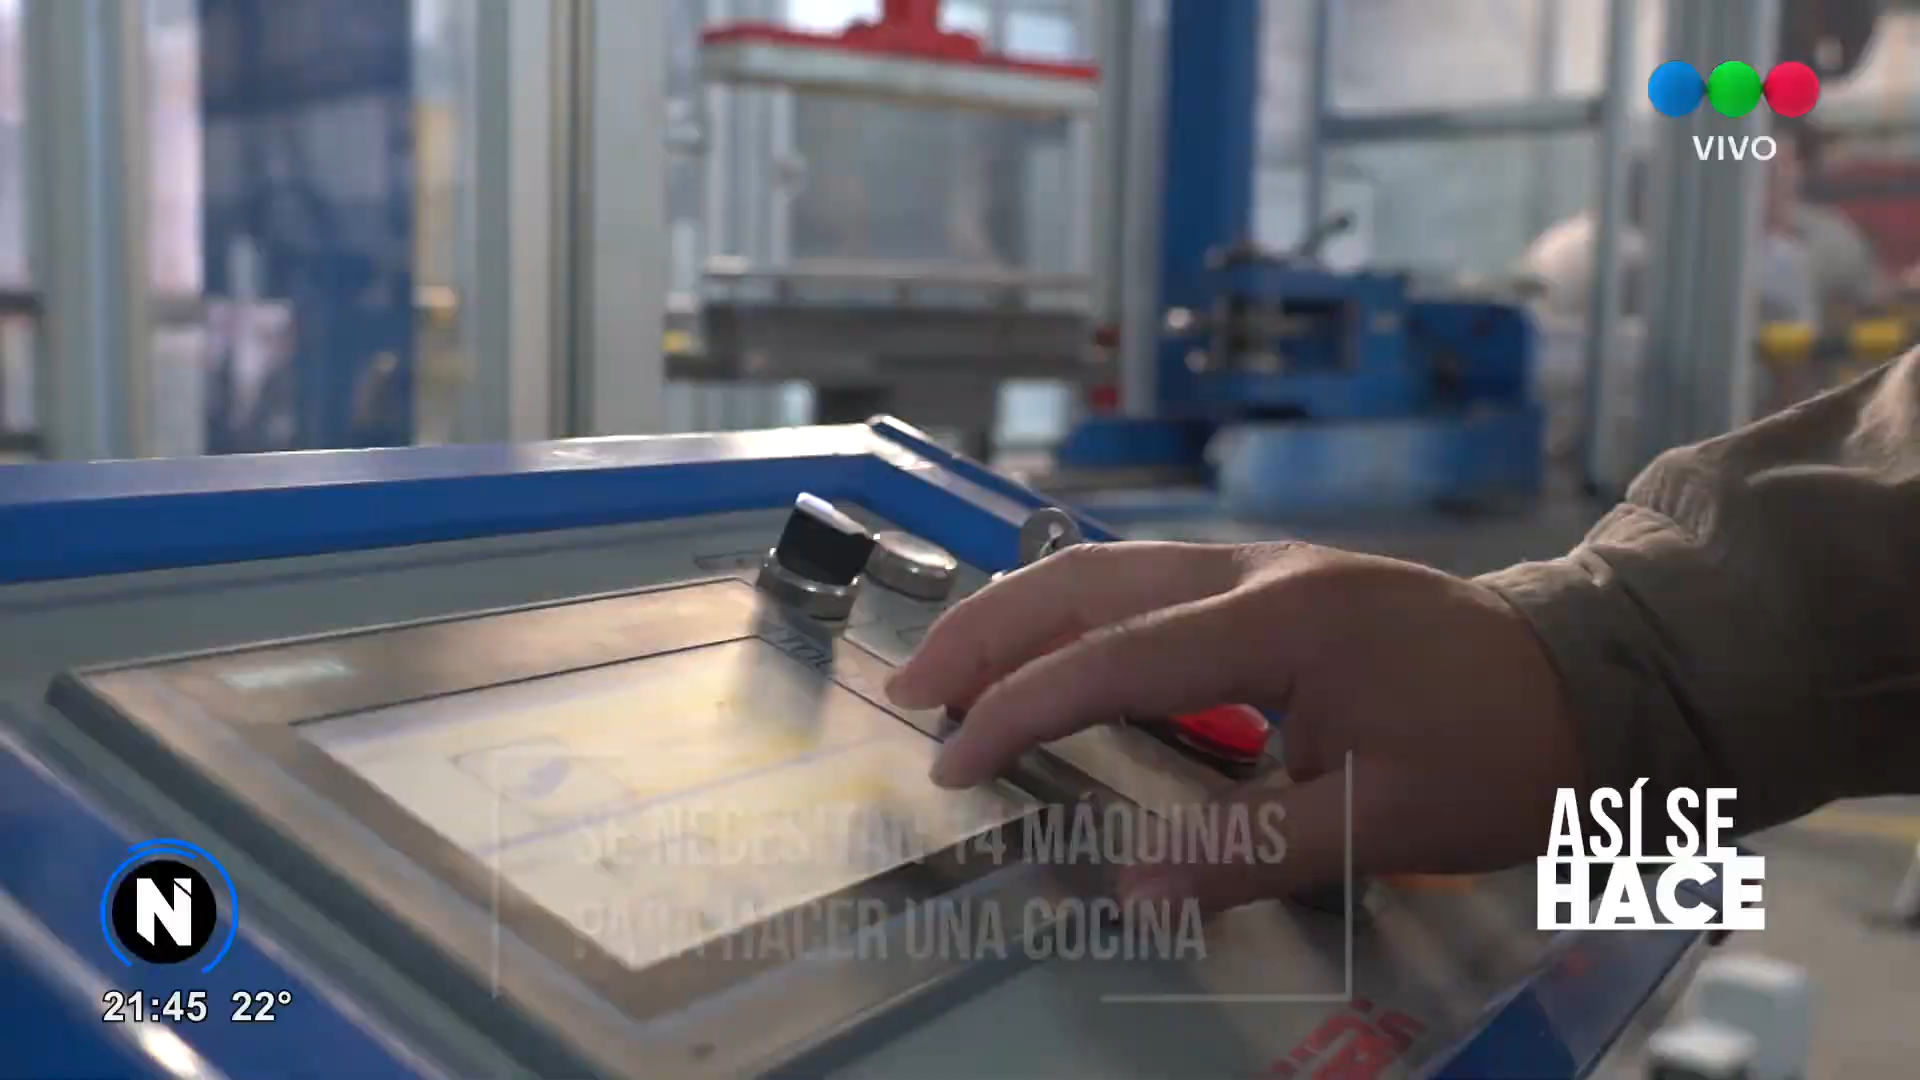 VIVO
SE NECESITAN 14 MÁQUINAS
PARA HACER UNA COCINA
ASÍ SE
HACE
N
21:45 22°